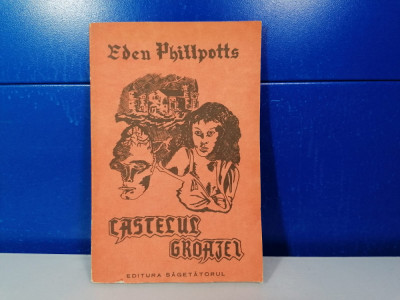 Eden Phillpotts
CASTELUL
GROAZEI
EDITURA SĂGETĂTORUL